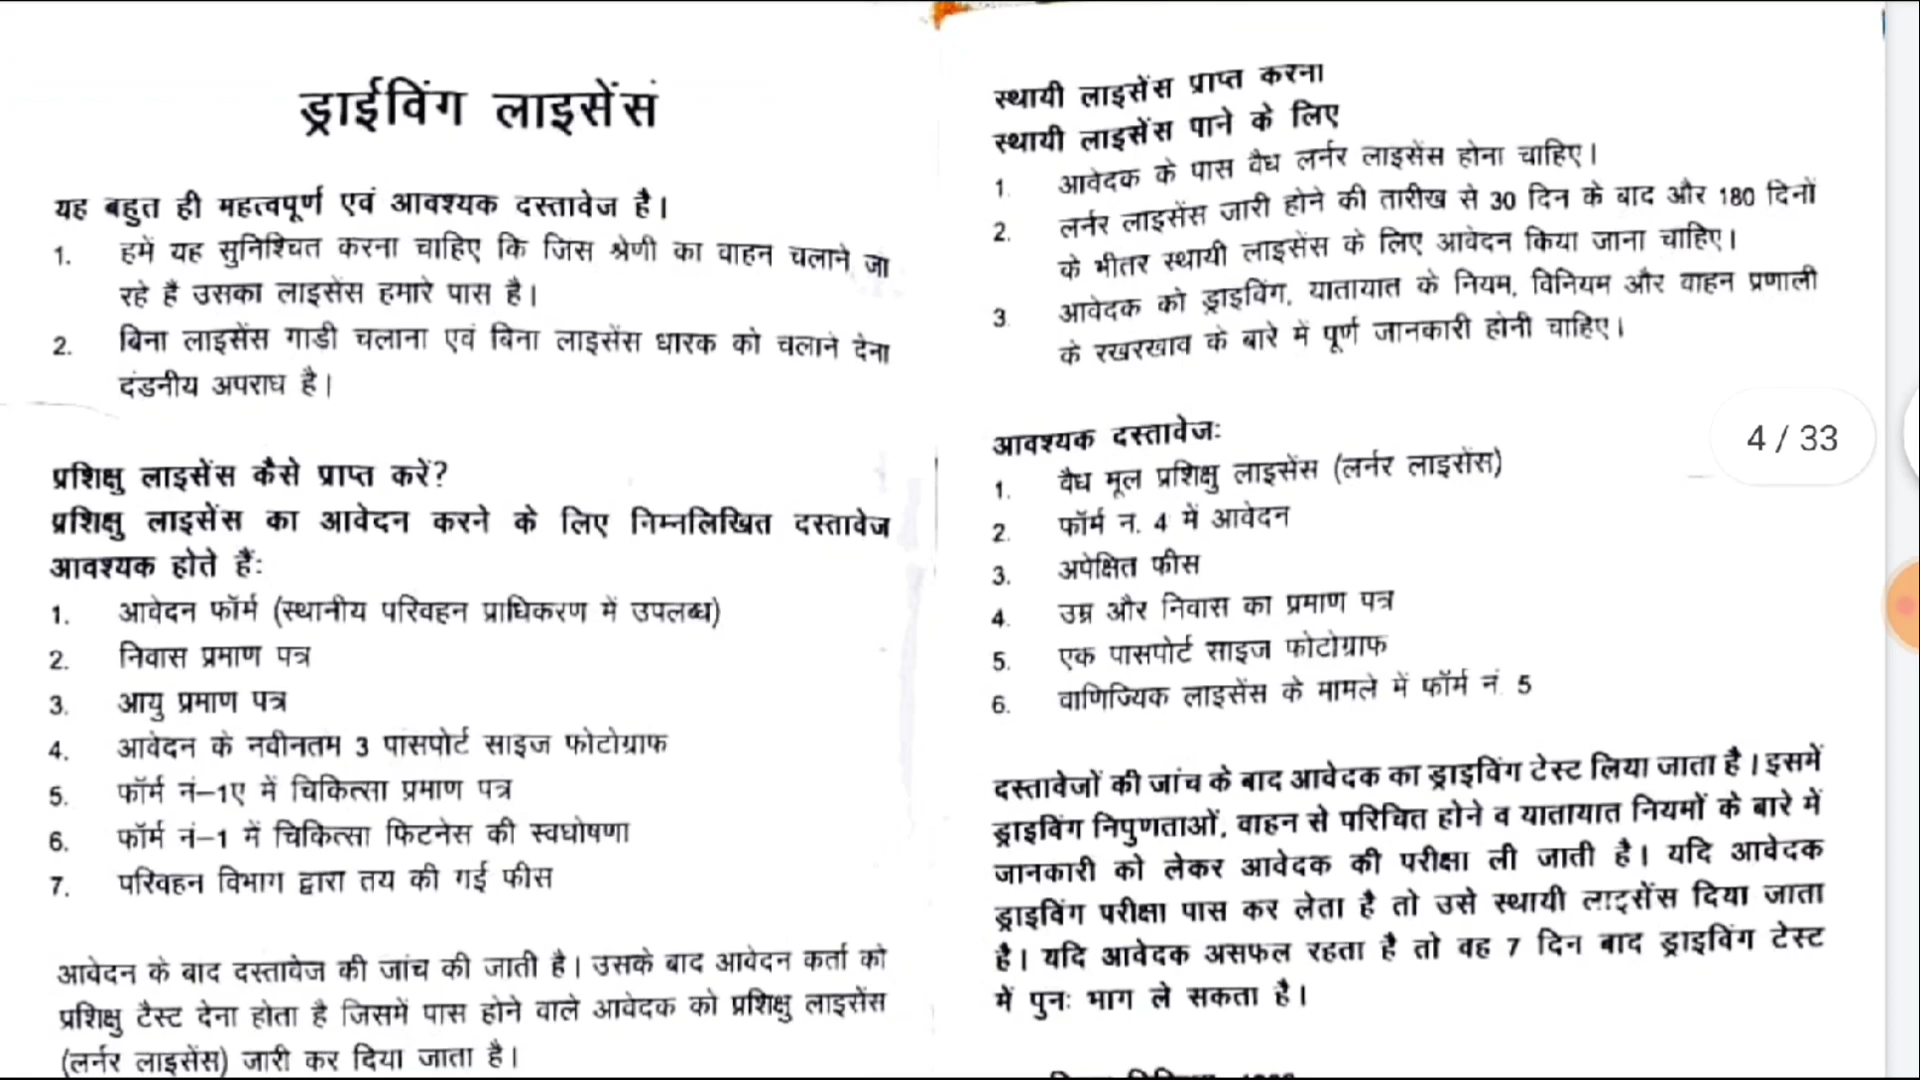 ड्राईविंग लाइसेंस
यह बहुत ही महत्वपूर्ण एवं आवश्यक दस्तावेज है।
1. हमें यह सुनिश्चित करना चाहिए कि जिस श्रेणी का वाहन चलाने जा
रहे हैं उसका लाइसेंस हमारे पास है।
2. बिना लाइसेंस गाडी चलाना एवं बिना लाइसेंस धारक को चलाने देना
दंडनीय अपराध है।
प्रशिक्षु लाइसेंस कैसे प्राप्त करें?
प्रशिक्षु लाइसेंस का आवेदन करने के लिए निम्नलिखित दस्तावेज
आवश्यक होते हैं:
1. आवेदन फॉर्म (स्थानीय परिवहन प्राधिकरण में उपलब्ध)
2. निवास प्रमाण पत्र
3. आयु प्रमाण पत्र
4. आवेदन के नवीनतम 3 पासपोर्ट साइज फोटोग्राफ
5. फॉर्म नं–1ए में चिकित्सा प्रमाण पत्र
6. फॉर्म नं–1 में चिकित्सा फिटनेस की स्वघोषणा
7. परिवहन विभाग द्वारा तय की गई फीस
आवेदन के बाद दस्तावेज की जांच की जाती है। उसके बाद आवेदन कर्ता को
प्रशिक्षु टैस्ट देना होता है जिसमें पास होने वाले आवेदक को प्रशिक्षु लाइसेंस
(लर्नर लाइसेंस) जारी कर दिया जाता है।
स्थायी लाइसेंस प्राप्त करना
स्थायी लाइसेंस पाने के लिए
1. आवेदक के पास वैध लर्नर लाइसेंस होना चाहिए।
2. लर्नर लाइसेंस जारी होने की तारीख से 30 दिन के बाद और 180 दिनों
के भीतर स्थायी लाइसेंस के लिए आवेदन किया जाना चाहिए।
3. आवेदक को ड्राइविंग, यातायात के नियम, विनियम और वाहन प्रणाली
के रखरखाव के बारे में पूर्ण जानकारी होनी चाहिए।
आवश्यक दस्तावेजः
1. वैध मूल प्रशिक्षु लाइसेंस (लर्नर लाइसेंस)
2. फॉर्म न. 4 में आवेदन
3. अपेक्षित फीस
4. उम्र और निवास का प्रमाण पत्र
5. एक पासपोर्ट साइज फोटोग्राफ
6. वाणिज्यिक लाइसेंस के मामले में फॉर्म नं 5
दस्तावेजों की जांच के बाद आवेदक का ड्राइविंग टेस्ट लिया जाता है। इसमें
ड्राइविंग निपुणताओं, वाहन से परिचित होने व यातायात नियमों के बारे में
जानकारी को लेकर आवेदक की परीक्षा ली जाती है। यदि आवेदक
ड्राइविंग परीक्षा पास कर लेता है तो उसे स्थायी लाइसेंस दिया जाता
है। यदि आवेदक असफल रहता है तो वह 7 दिन बाद ड्राइविंग टेस्ट
में पुनः भाग ले सकता है।
4 / 33